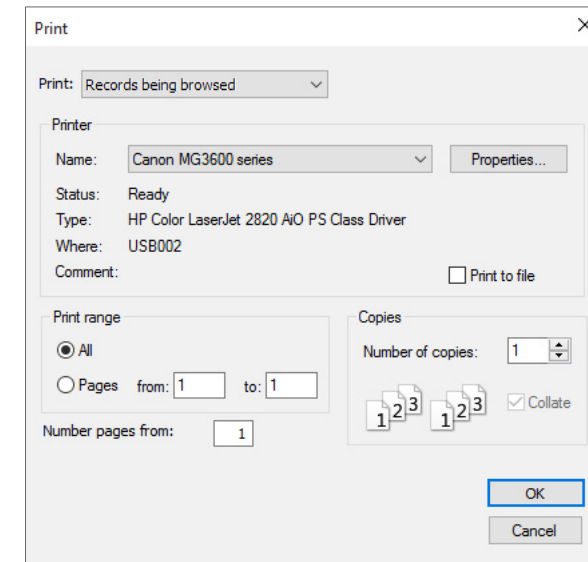 Print
Print: Records being browsed
Printer
Name: Canon MG3600 series Properties...
Status: Ready
Type: HP Color LaserJet 2820 AiO PS Class Driver
Where: USB002
Comment: Print to file
Print range
All
Pages from: 1 to: 1
Number pages from: 1
Copies
Number of copies: 1
1 2 3 1 2 3 Collate
OK
Cancel